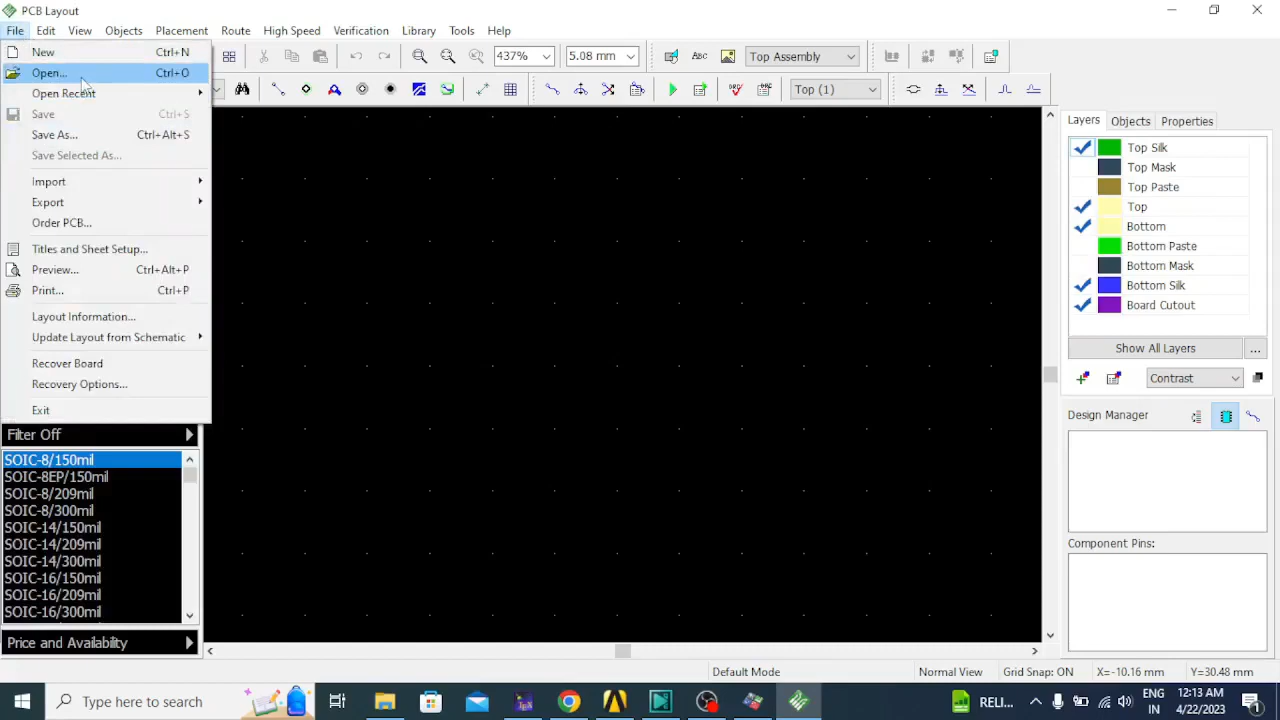 PCB Layout
File Edit View Objects Placement Route High Speed Verification Library Tools Help
New Ctrl+N
Open... Ctrl+O
Open Recent
Save Ctrl+S
Save As... Ctrl+Alt+S
Save Selected As...
Import
Export
Order PCB...
Titles and Sheet Setup...
Preview... Ctrl+Alt+P
Print... Ctrl+P
Layout Information...
Update Layout from Schematic
Recover Board
Recovery Options...
Exit
437% 5.08 mm Abc Top Assembly
Top (1)
Filter Off
SOIC-8/150mil
SOIC-8EP/150mil
SOIC-8/209mil
SOIC-8/300mil
SOIC-14/150mil
SOIC-14/209mil
SOIC-14/300mil
SOIC-16/150mil
SOIC-16/209mil
SOIC-16/300mil
Price and Availability
Layers Objects Properties
Top Silk
Top Mask
Top Paste
Top
Bottom
Bottom Paste
Bottom Mask
Bottom Silk
Board Cutout
Show All Layers ...
Contrast
Design Manager
Component Pins:
Default Mode Normal View Grid Snap: ON X=-10.16 mm Y=30.48 mm
Type here to search
RELI...
ENG
IN
12:13 AM
4/22/2023
1